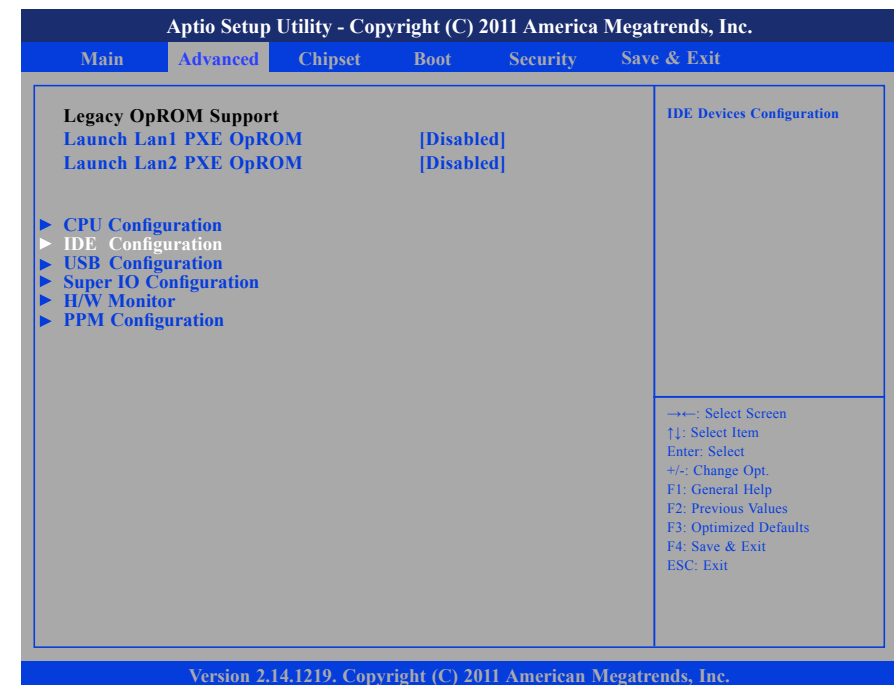 Aptio Setup Utility - Copyright (C) 2011 America Megatrends, Inc.
Main Advanced Chipset Boot Security Save & Exit
Legacy OpROM Support
Launch Lan1 PXE OpROM [Disabled]
Launch Lan2 PXE OpROM [Disabled]
► CPU Configuration
► IDE Configuration
► USB Configuration
► Super IO Configuration
► H/W Monitor
► PPM Configuration
IDE Devices Configuration
→←: Select Screen
↑↓: Select Item
Enter: Select
+/-: Change Opt.
F1: General Help
F2: Previous Values
F3: Optimized Defaults
F4: Save & Exit
ESC: Exit
Version 2.14.1219. Copyright (C) 2011 American Megatrends, Inc.